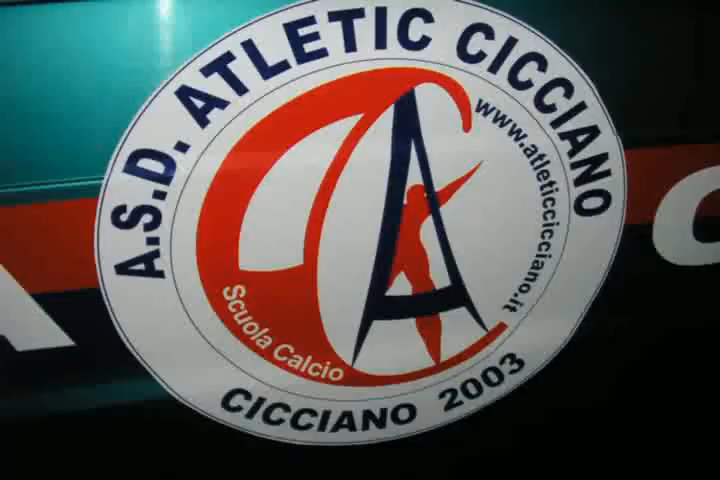 A.S.D. ATLETIC CICCIANO
www.atleticcicciano.it
Scuola Calcio
CICCIANO 2003